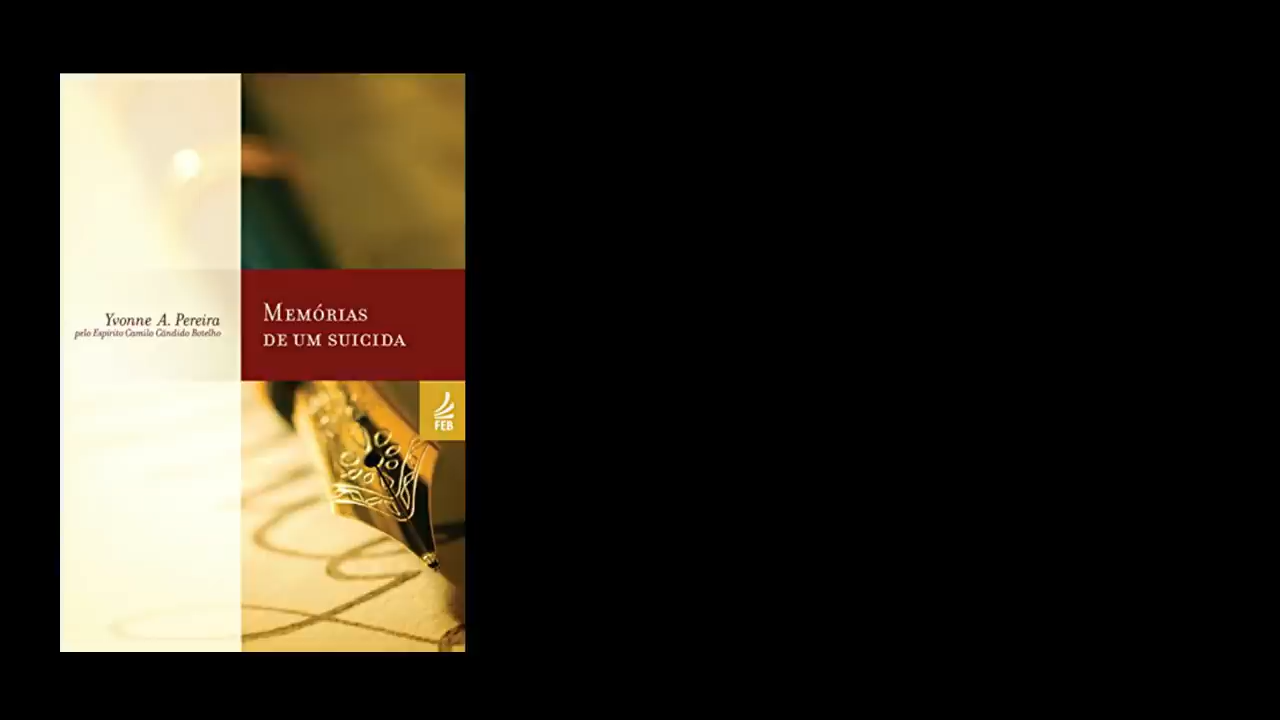 Yvonne A. Pereira
pelo Espírito Camilo Cândido Botelho
Memórias
de um suicida
FEB